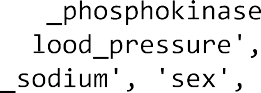 _phosphokinase
lood_pressure',
_sodium', 'sex',